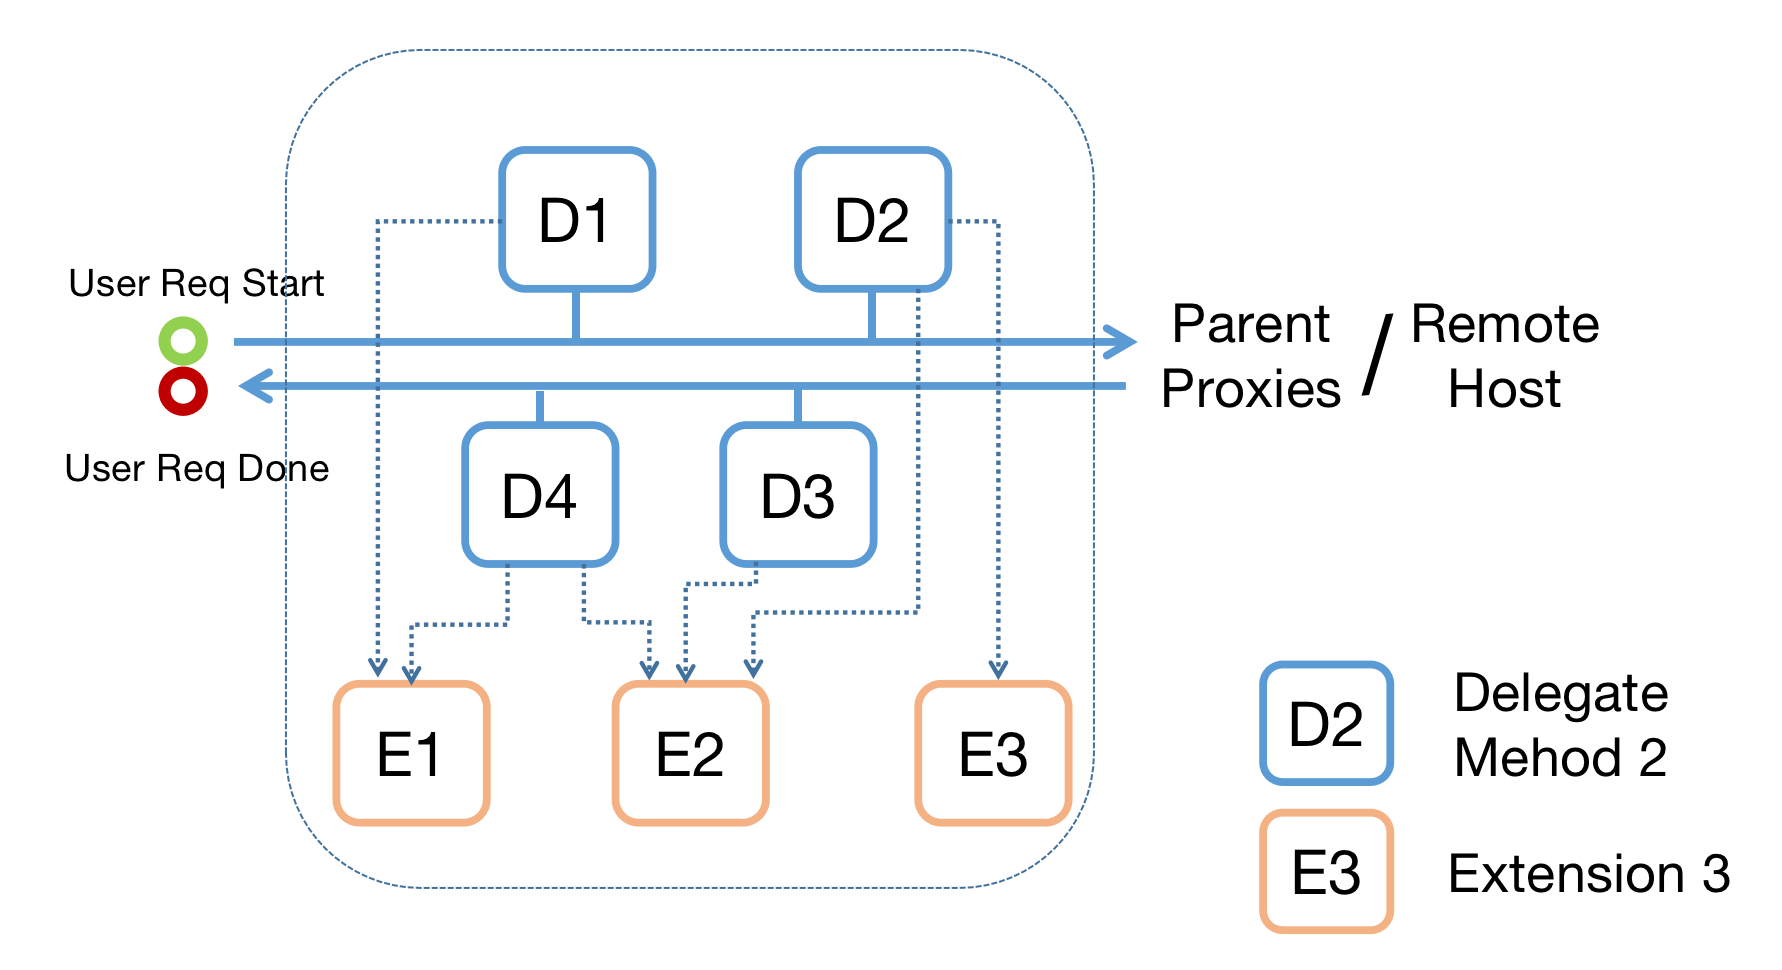 D1
D2
User Req Start
Parent Proxies / Remote Host
User Req Done
D4
D3
E1
E2
E3
D2
Delegate
Mehod 2
E3
Extension 3